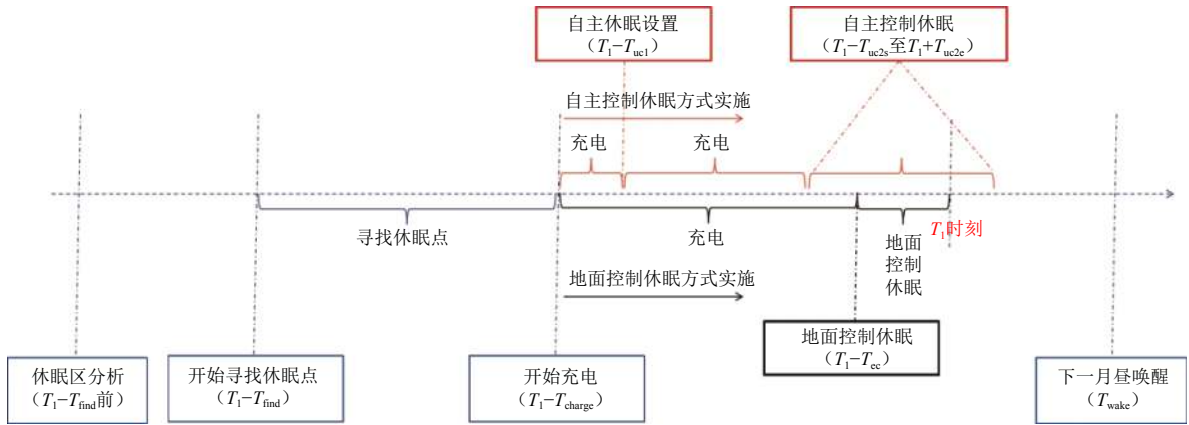 自主休眠设置
（T₁−Tuc1）
自主控制休眠
（T₁−Tuc2s至T₁+Tuc2e）
自主控制休眠方式实施
充电
充电
寻找休眠点
充电
T₁时刻
地面
控制
休眠
地面控制休眠方式实施
地面控制休眠
（T₁−Tec）
休眠区分析
（T₁−Tfind前）
开始寻找休眠点
（T₁−Tfind）
开始充电
（T₁−Tcharge）
下一月昼唤醒
（Twake）